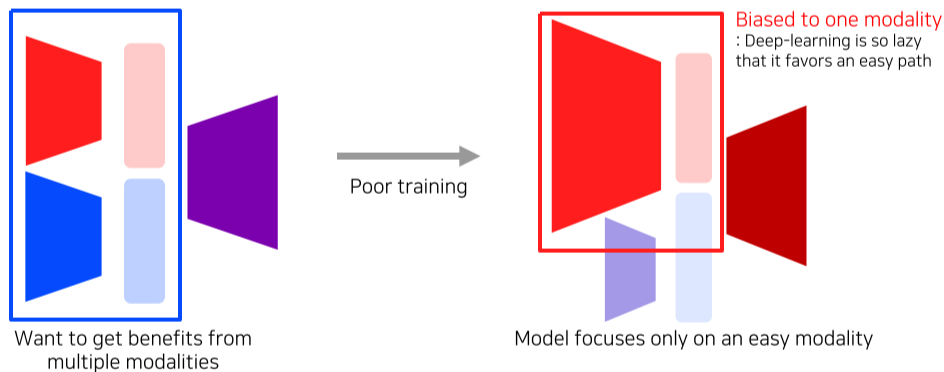 Biased to one modality
: Deep-learning is so lazy
that it favors an easy path
Poor training
Want to get benefits from
multiple modalities
Model focuses only on an easy modality